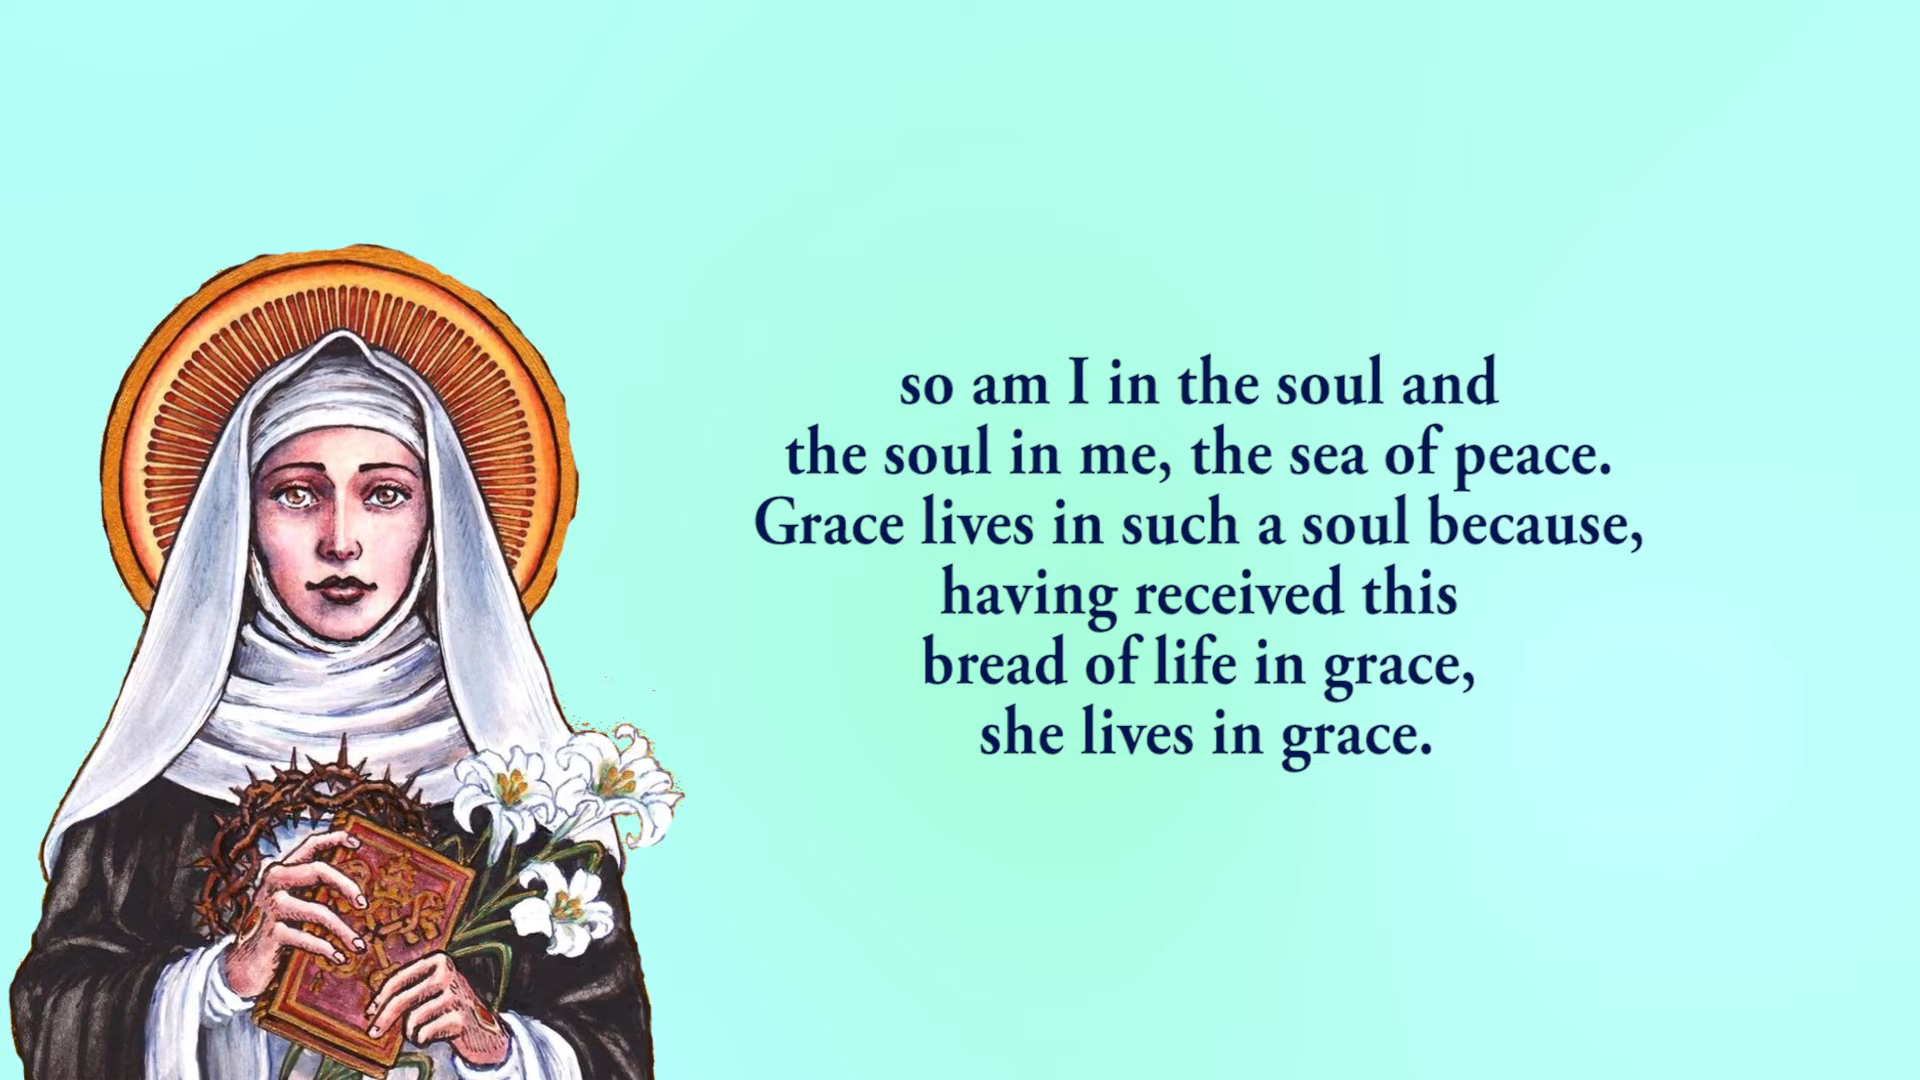 so am I in the soul and
the soul in me, the sea of peace.
Grace lives in such a soul because,
having received this
bread of life in grace,
she lives in grace.